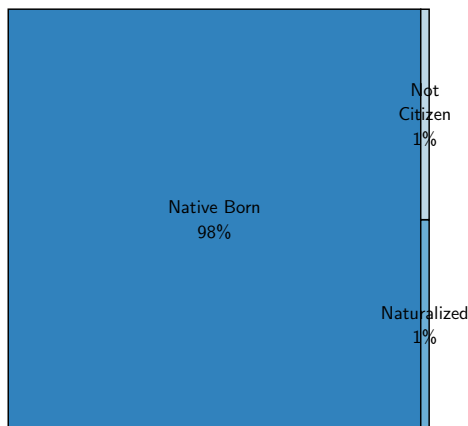 Not
Citizen
1%
Native Born
98%
Naturalized
1%